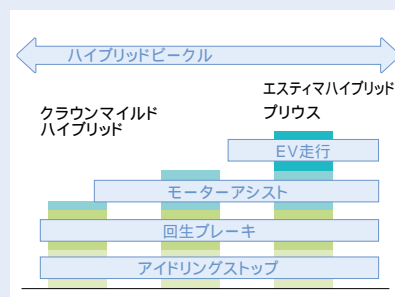 ハイブリッドビークル
エスティマハイブリッド
プリウス
クラウンマイルド
ハイブリッド
EV走行
モーターアシスト
回生ブレーキ
アイドリングストップ